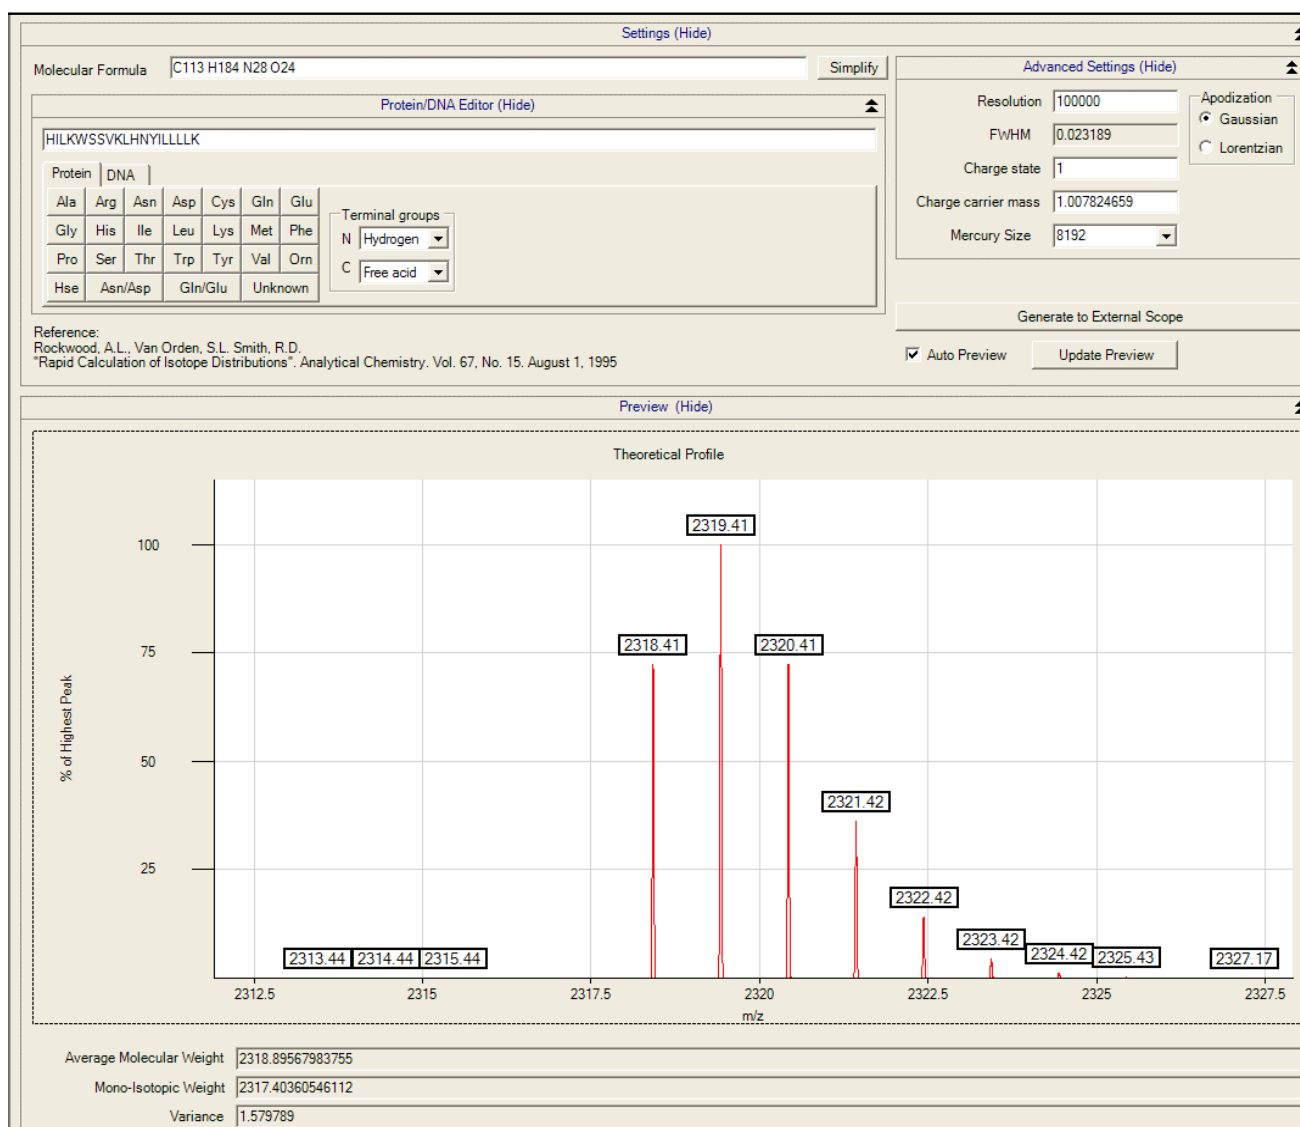 Settings (Hide)
Molecular Formula C113 H184 N28 O24 Simplify
Protein/DNA Editor (Hide)
HILKWSSVKLHNYILLLLK
Protein DNA
Ala Arg Asn Asp Cys Gln Glu
Gly His Ile Leu Lys Met Phe
Pro Ser Thr Trp Tyr Val Orn
Hse Asn/Asp Gln/Glu Unknown
Terminal groups
N Hydrogen
C Free acid
Reference:
Rockwood, A.L., Van Orden, S.L. Smith, R.D.
"Rapid Calculation of Isotope Distributions". Analytical Chemistry. Vol. 67, No. 15. August 1, 1995
Advanced Settings (Hide)
Resolution 100000
FWHM 0.023189
Charge state 1
Charge carrier mass 1.007824659
Mercury Size 8192
Apodization
Gaussian
Lorentzian
Generate to External Scope
Auto Preview Update Preview
Preview (Hide)
Theoretical Profile
% of Highest Peak
100
75
50
25
2319.41
2318.41 2320.41
2321.42
2322.42
2323.42
2313.44 2314.44 2315.44 2324.42 2325.43 2327.17
2312.5 2315 2317.5 2320 2322.5 2325 2327.5
m/z
Average Molecular Weight 2318.89567983755
Mono-Isotopic Weight 2317.40360546112
Variance 1.579789